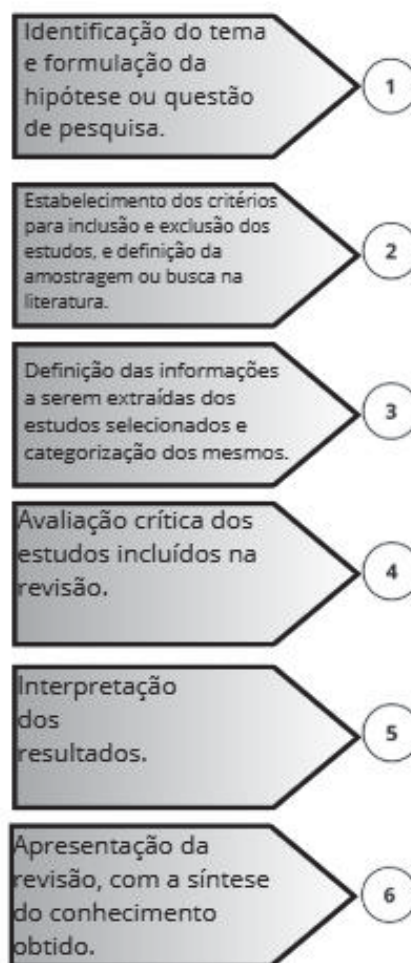 Identificação do tema
e formulação da
hipótese ou questão
de pesquisa.
1
Estabelecimento dos critérios
para inclusão e exclusão dos
estudos, e definição da
amostragem ou busca na
literatura.
2
Definição das informações
a serem extraídas dos
estudos selecionados e
categorização dos mesmos.
3
Avaliação crítica dos
estudos incluídos na
revisão.
4
Interpretação
dos
resultados.
5
Apresentação da
revisão, com a síntese
do conhecimento
obtido.
6